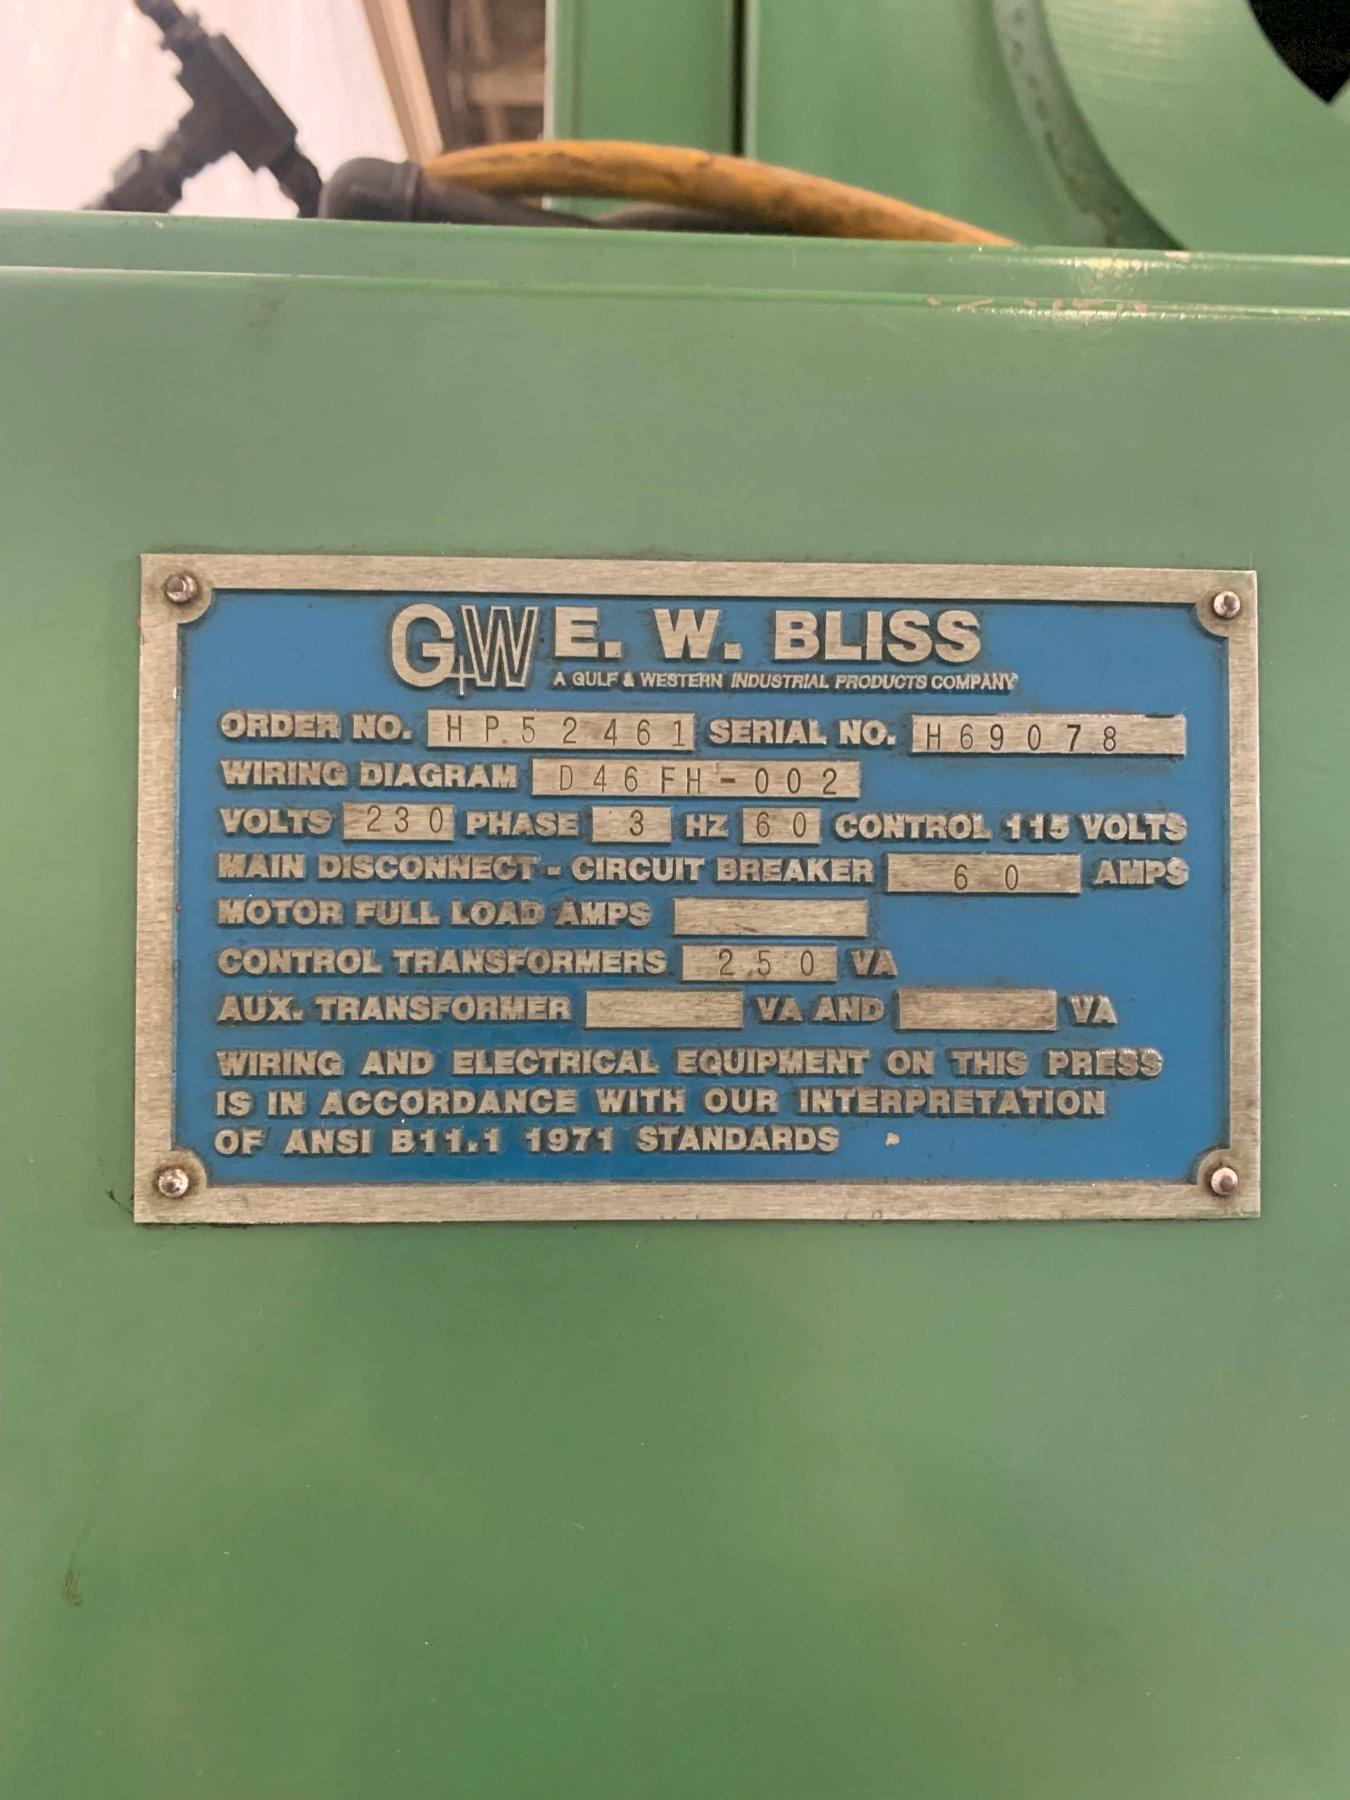 G+W E. W. BLISS
A GULF & WESTERN INDUSTRIAL PRODUCTS COMPANY
ORDER NO. HP52461 SERIAL NO. H69078
WIRING DIAGRAM D46FH-002
VOLTS 230 PHASE 3 HZ 60 CONTROL 115 VOLTS
MAIN DISCONNECT - CIRCUIT BREAKER 60 AMPS
MOTOR FULL LOAD AMPS
CONTROL TRANSFORMERS 250 VA
AUX. TRANSFORMER VA AND VA
WIRING AND ELECTRICAL EQUIPMENT ON THIS PRESS
IS IN ACCORDANCE WITH OUR INTERPRETATION
OF ANSI B11.1 1971 STANDARDS